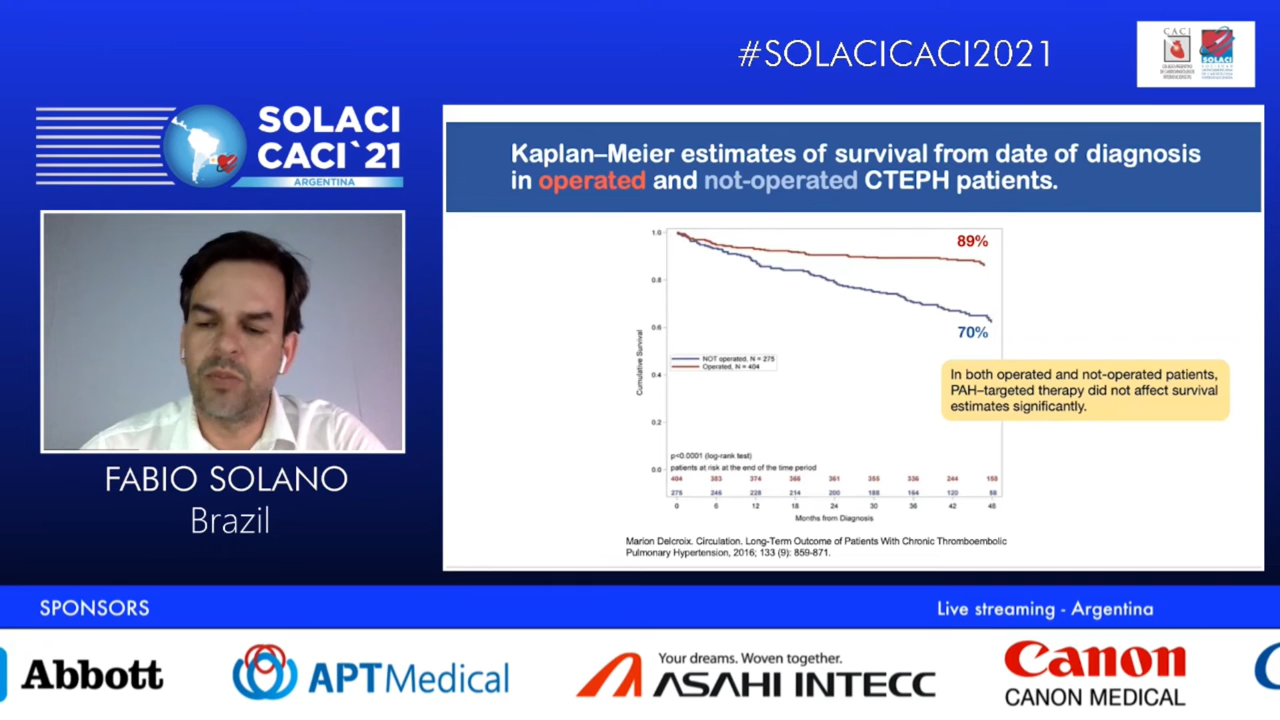 #SOLACICACI2021
CACI
SOLACI
SOLACI
CACI`21
ARGENTINA
FABIO SOLANO
Brazil
Kaplan–Meier estimates of survival from date of diagnosis
in operated and not-operated CTEPH patients.
1.0
0.8
0.6
0.4
0.2
0.0
Cumulative Survival
89%
70%
NOT operated, N = 275
Operated, N = 404
In both operated and not-operated patients,
PAH–targeted therapy did not affect survival
estimates significantly.
p<0.0001 (log-rank test)
patients at risk at the end of the time period
404 383 374 366 361 355 336 244 158
275 246 228 214 200 188 164 120 88
0 6 12 18 24 30 36 42 48
Months from Diagnosis
Marion Delcroix. Circulation. Long-Term Outcome of Patients With Chronic Thromboembolic
Pulmonary Hypertension, 2016; 133 (9): 859-871.
SPONSORS
Live streaming - Argentina
Abbott
APTMedical
Your dreams. Woven together.
ASAHI INTECC
Canon
CANON MEDICAL